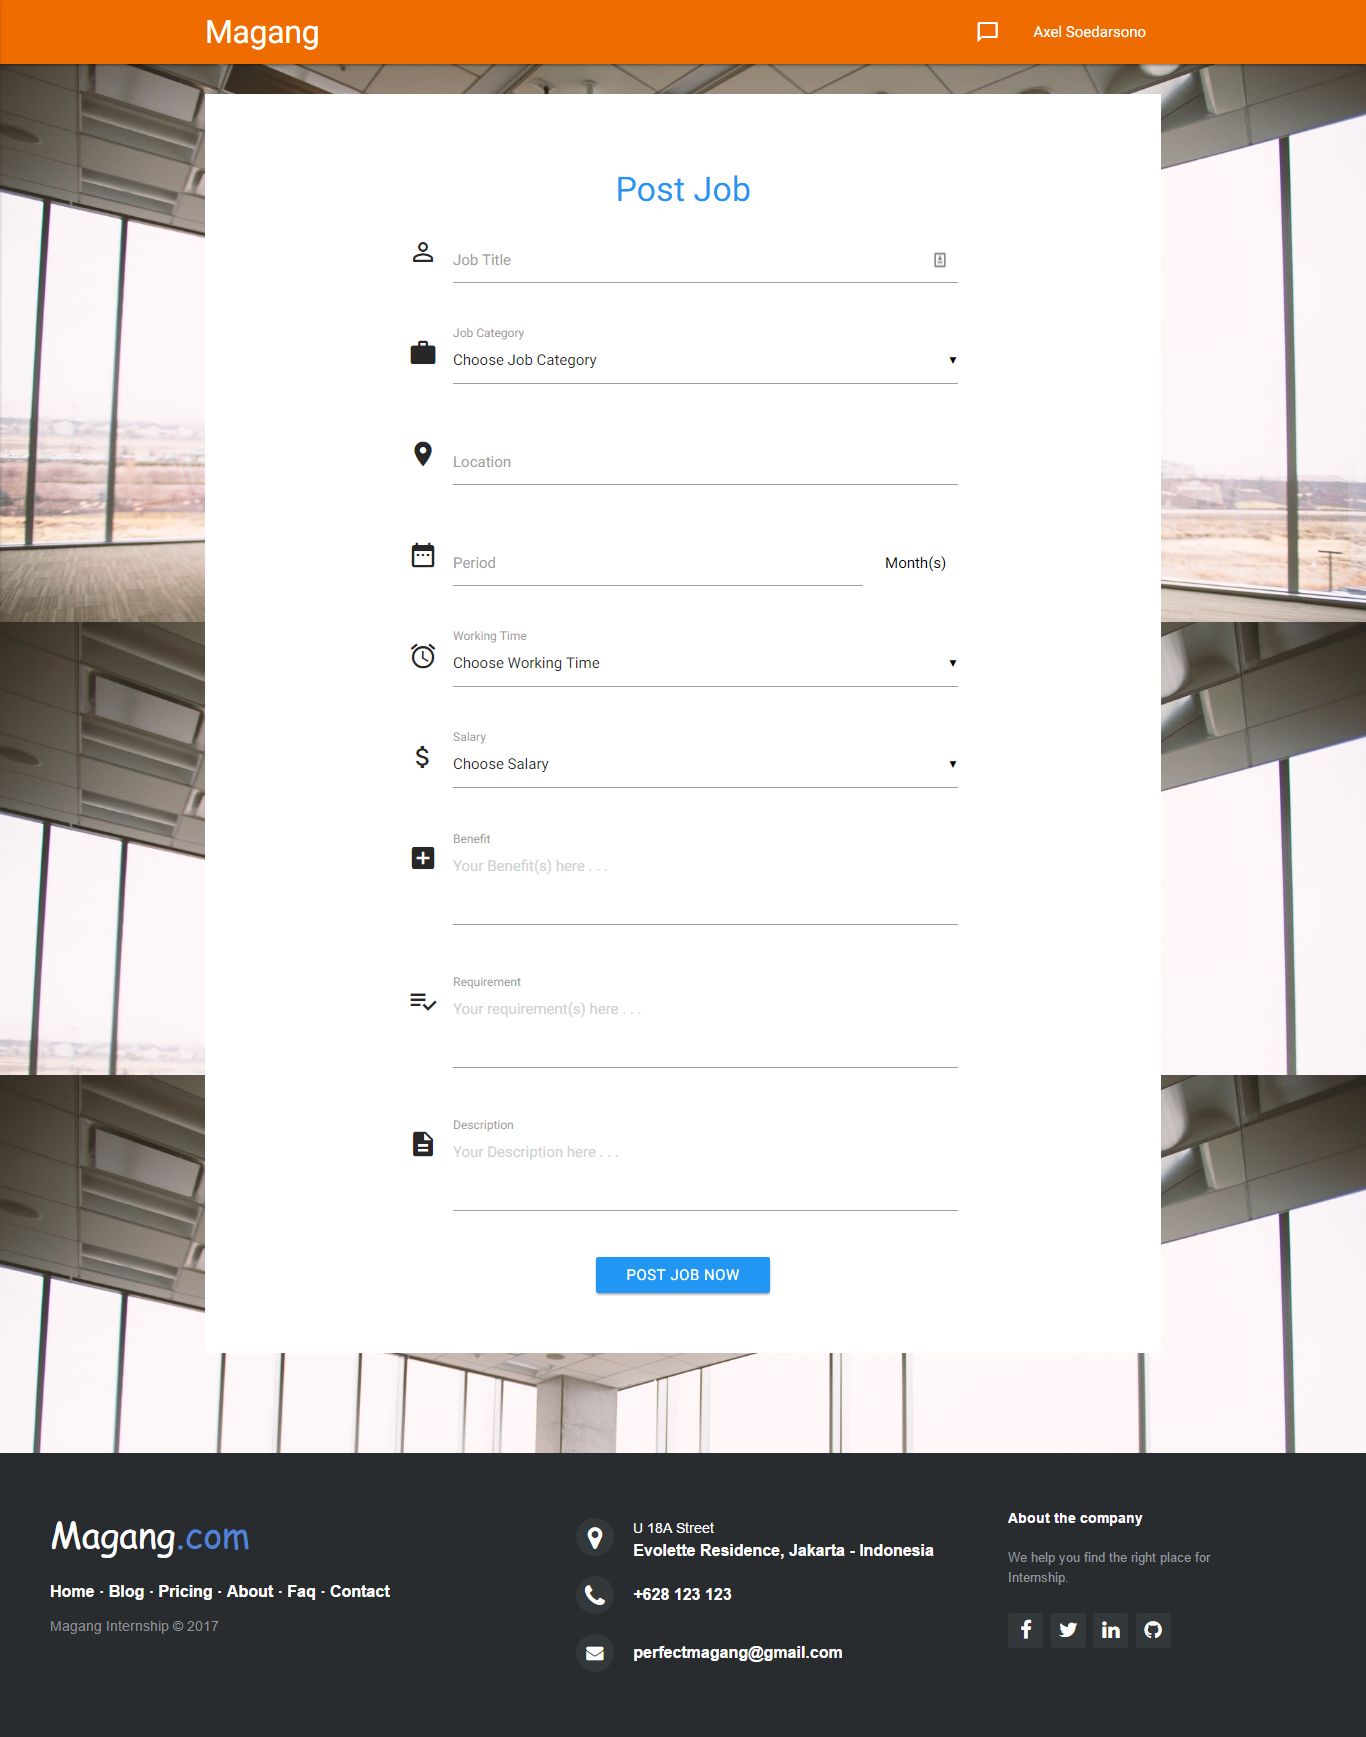 Magang
Axel Soedarsono
Post Job
Job Title
Job Category
Choose Job Category
Location
Period
Month(s)
Working Time
Choose Working Time
Salary
Choose Salary
Benefit
Your Benefit(s) here . . .
Requirement
Your requirement(s) here . . .
Description
Your Description here . . .
POST JOB NOW
Magang.com
Home · Blog · Pricing · About · Faq · Contact
Magang Internship © 2017
U 18A Street
Evolette Residence, Jakarta - Indonesia
+628 123 123
perfectmagang@gmail.com
About the company
We help you find the right place for
Internship.